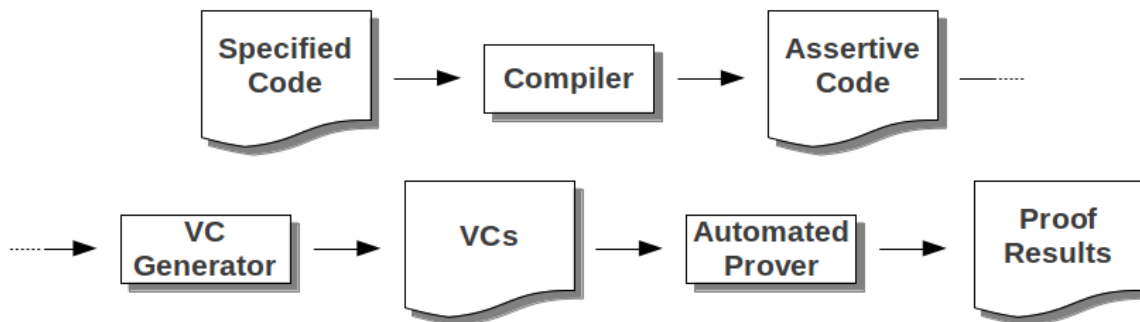 Specified
Code
Compiler
Assertive
Code
VC
Generator
VCs
Automated
Prover
Proof
Results